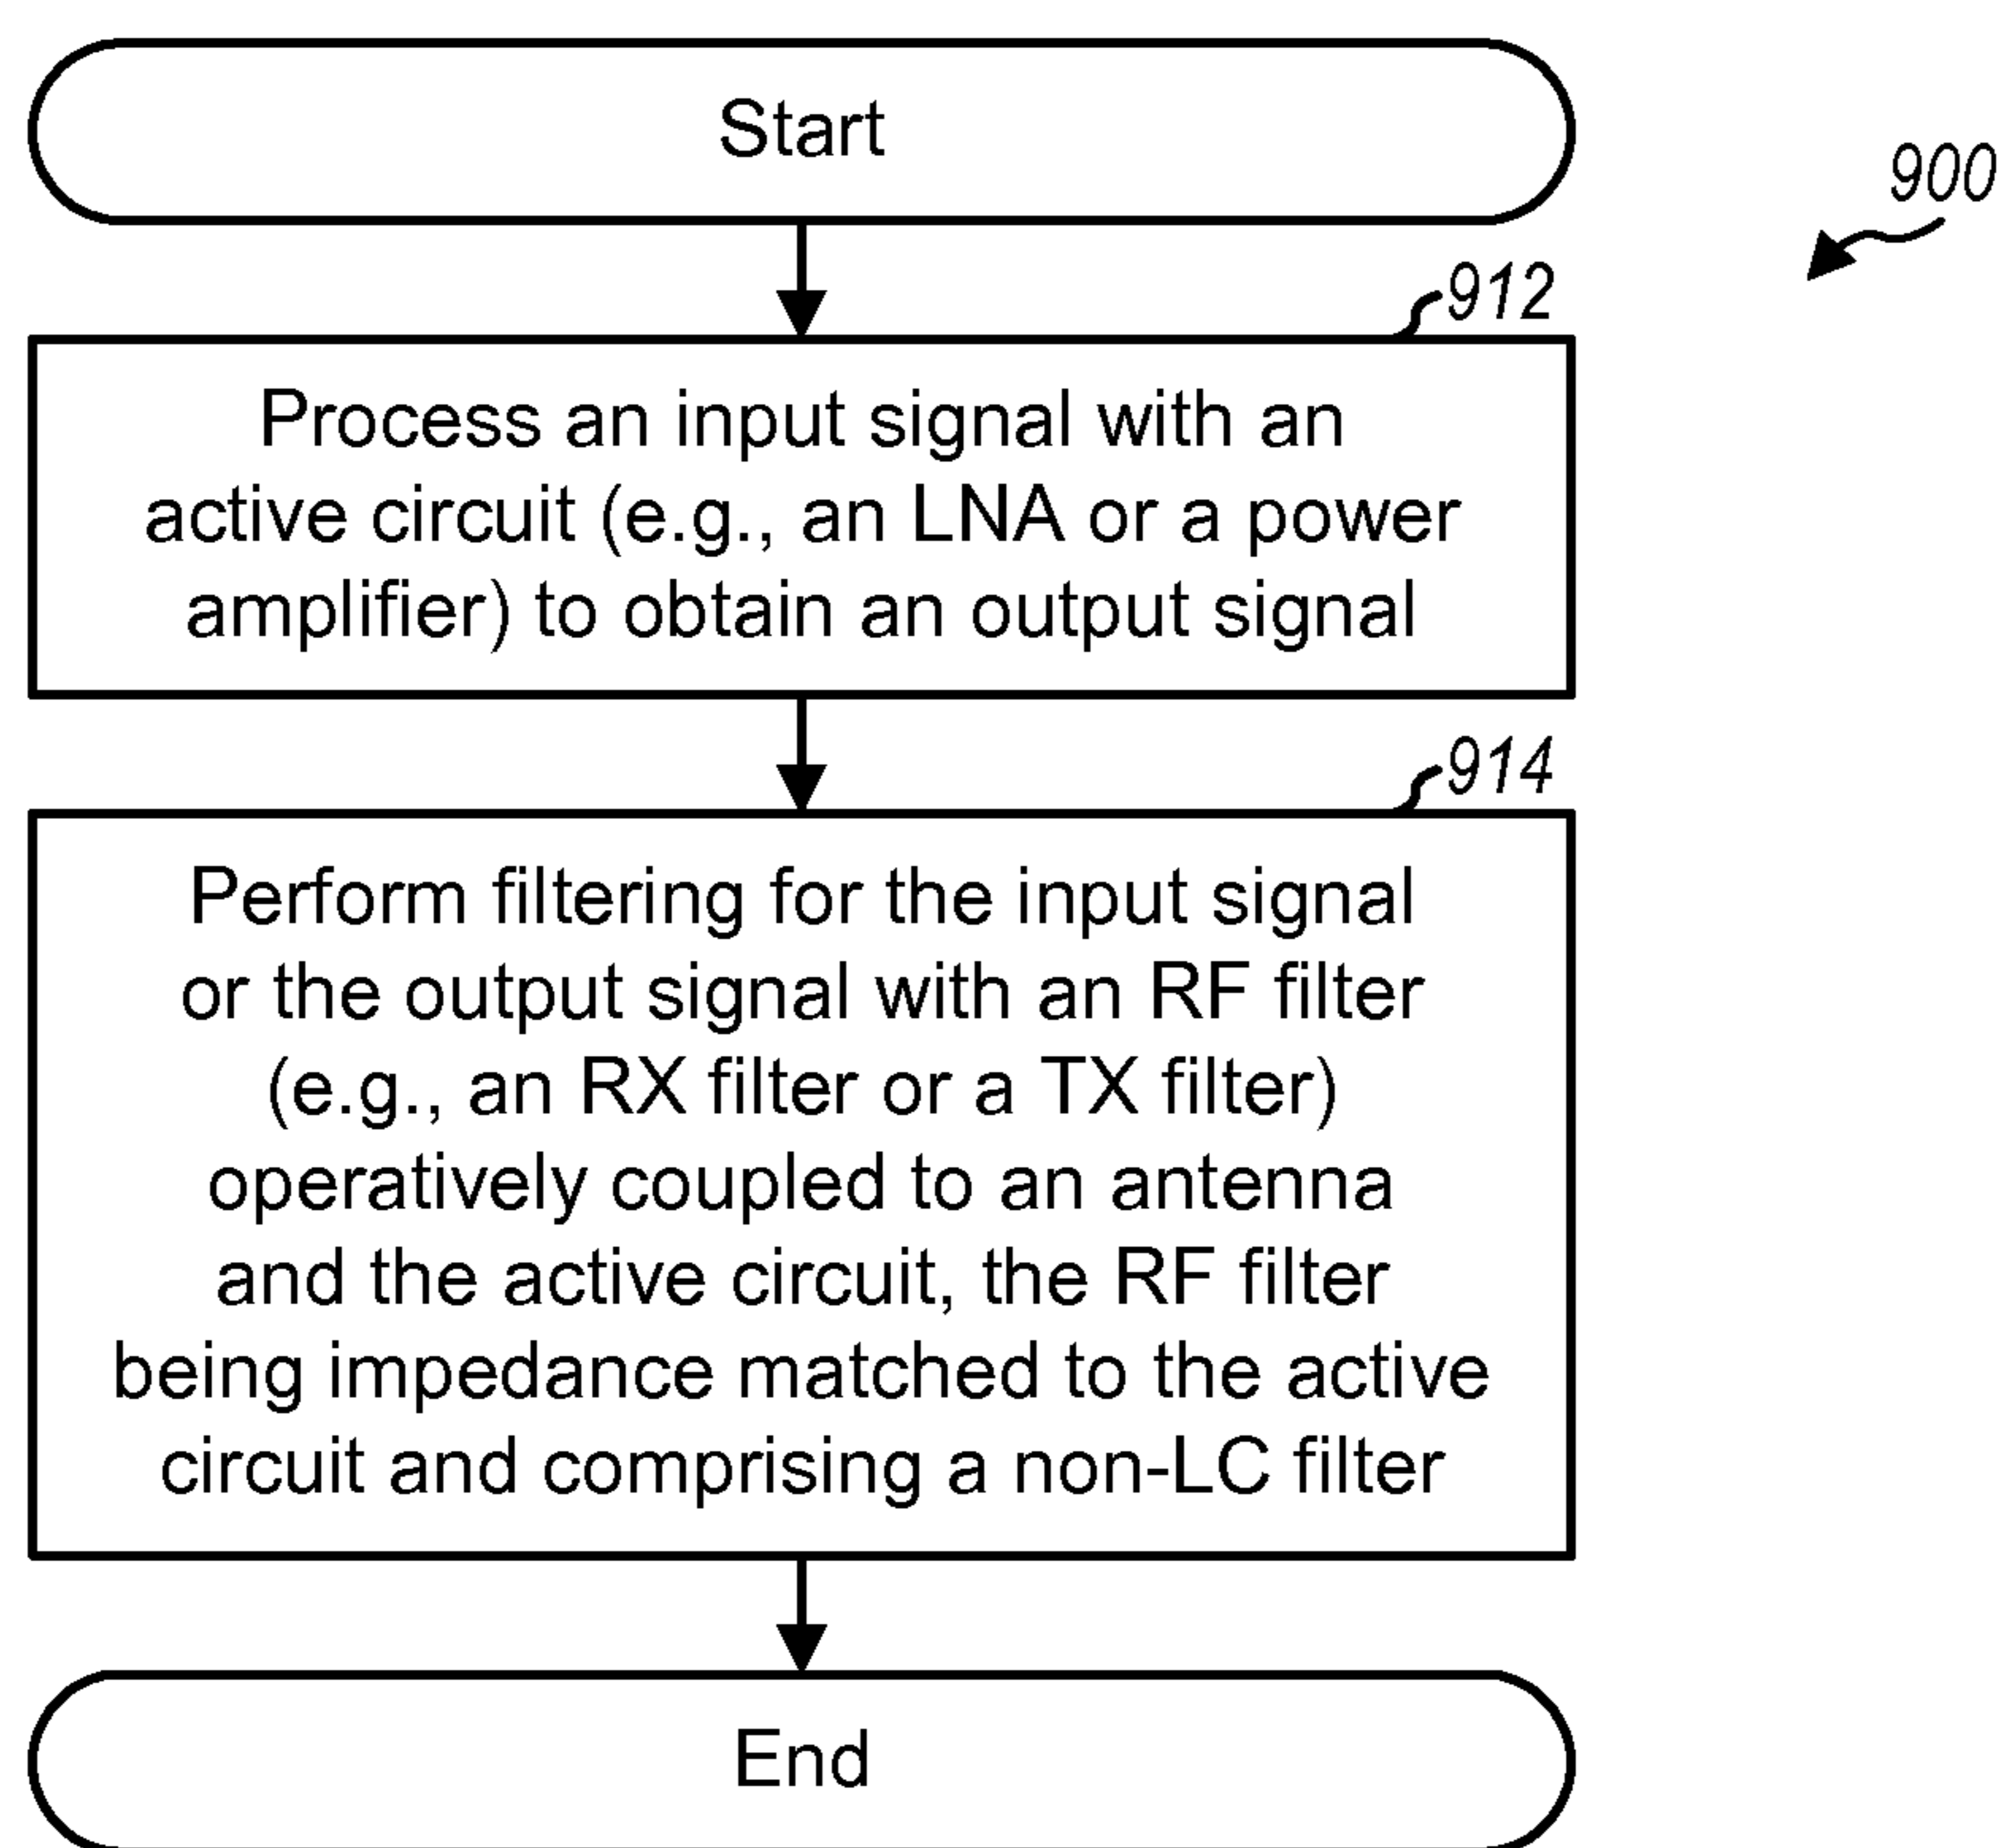 Start
900
912
Process an input signal with an
active circuit (e.g., an LNA or a power
amplifier) to obtain an output signal
914
Perform filtering for the input signal
or the output signal with an RF filter
(e.g., an RX filter or a TX filter)
operatively coupled to an antenna
and the active circuit, the RF filter
being impedance matched to the active
circuit and comprising a non-LC filter
End